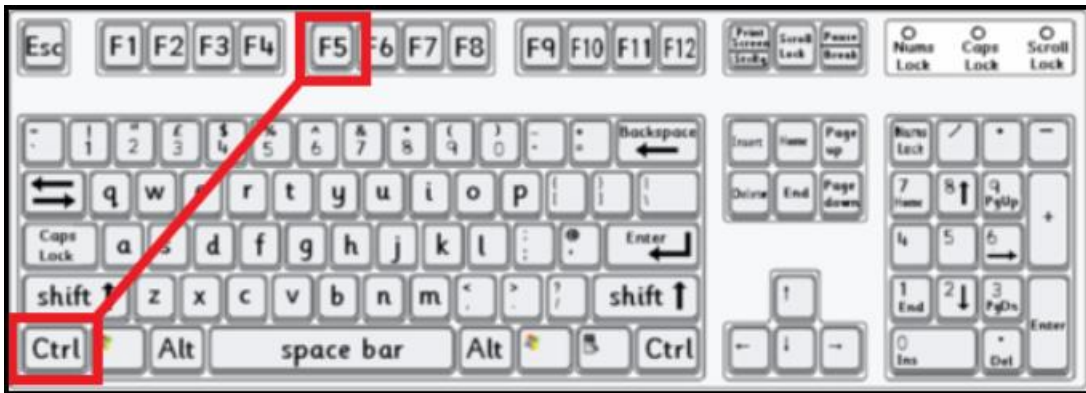 Esc F1 F2 F3 F4 F5 F6 F7 F8 F9 F10 F11 F12 Print Screen Scroll Lock Pause Break Nums Lock Caps Lock Scroll Lock
! 1 " 2 £ 3 $ 4 % 5 ^ 6 & 7 * 8 ( 9 ) 0 - = Backspace Insert Home Page up Nums Lock / -
q w e r t y u i o p Delete End Page down 7 Home 8 9 PgUp +
Caps Lock a s d f g h j k l ; @ Enter 4 5 6
shift z x c v b n m < > ? / shift 1 End 2 3 PgDn Enter
Ctrl Alt space bar Alt Ctrl 0 Ins . Del